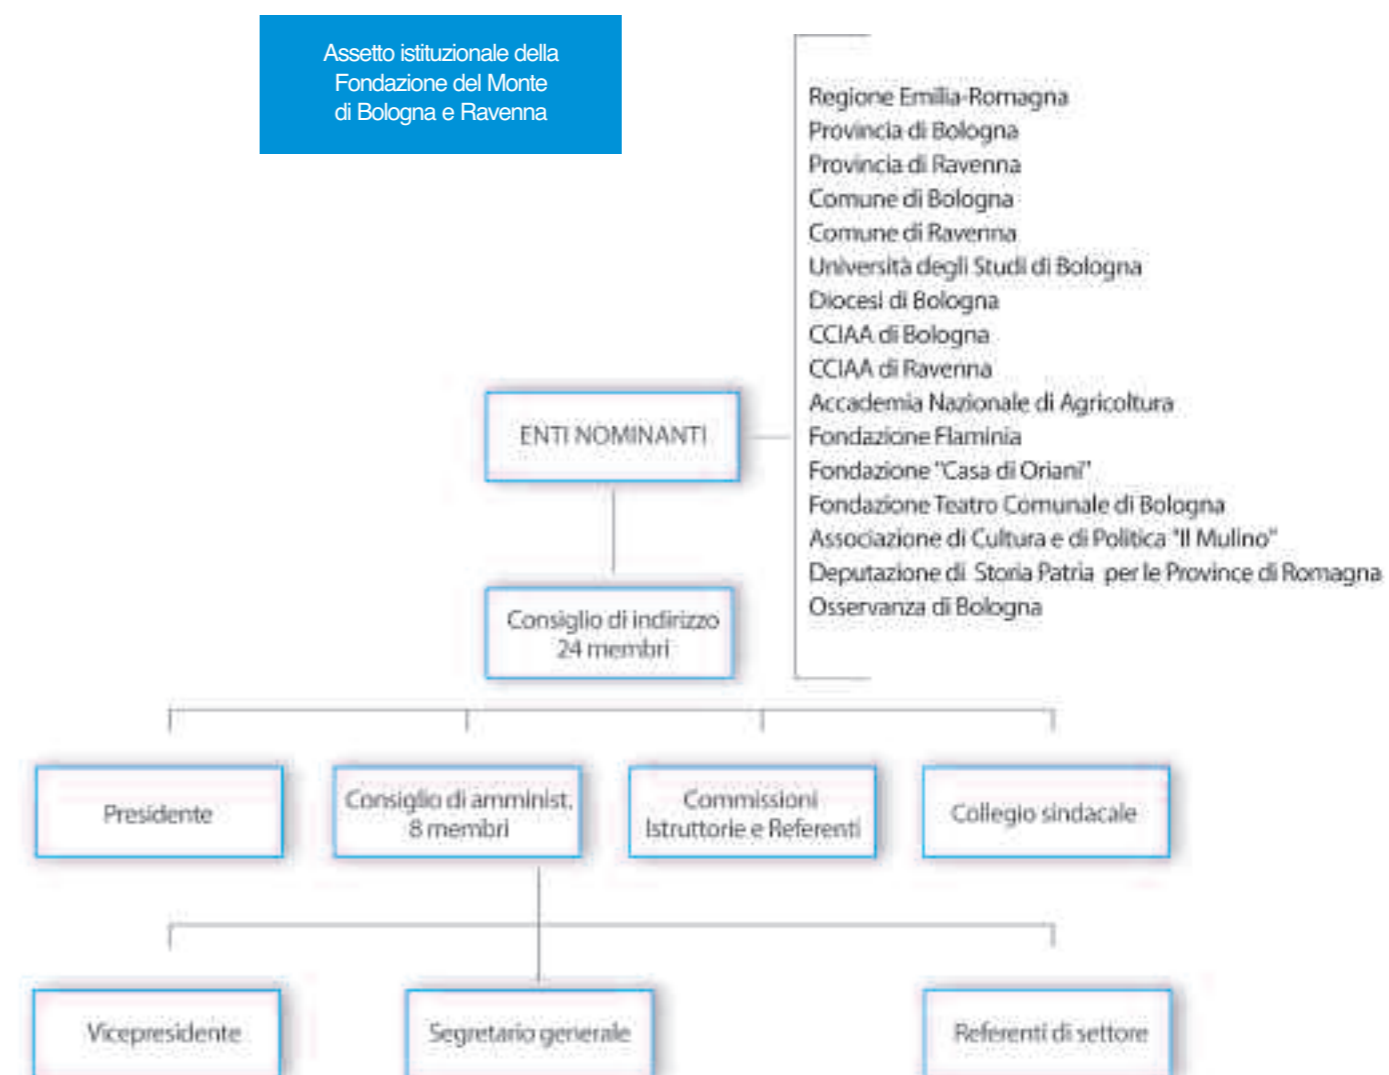 Assetto istituzionale della
Fondazione del Monte
di Bologna e Ravenna
Regione Emilia-Romagna
Provincia di Bologna
Provincia di Ravenna
Comune di Bologna
Comune di Ravenna
Università degli Studi di Bologna
Diocesi di Bologna
CCIAA di Bologna
CCIAA di Ravenna
Accademia Nazionale di Agricoltura
Fondazione Flaminia
Fondazione "Casa di Oriani"
Fondazione Teatro Comunale di Bologna
Associazione di Cultura e di Politica "Il Mulino"
Deputazione di Storia Patria per le Province di Romagna
Osservanza di Bologna
ENTI NOMINANTI
Consiglio di indirizzo
24 membri
Presidente
Consiglio di amminist.
8 membri
Commissioni
Istruttorie e Referenti
Collegio sindacale
Vicepresidente
Segretario generale
Referenti di settore